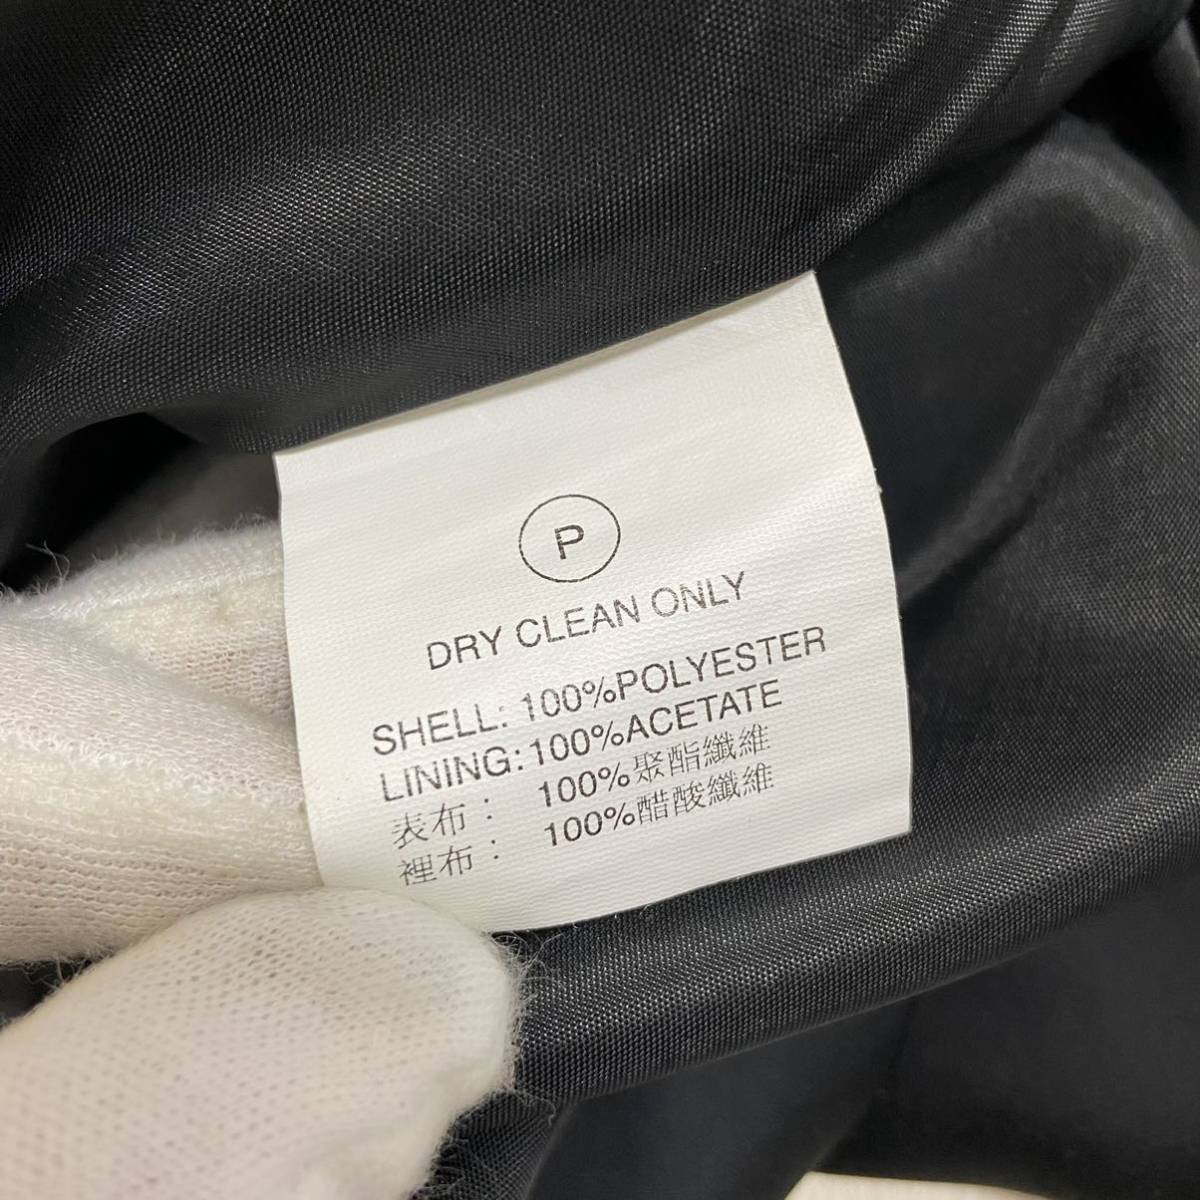 P
DRY CLEAN ONLY
SHELL: 100%POLYESTER
LINING:100%ACETATE
表布： 100%聚酯纖維
裡布： 100%醋酸纖維